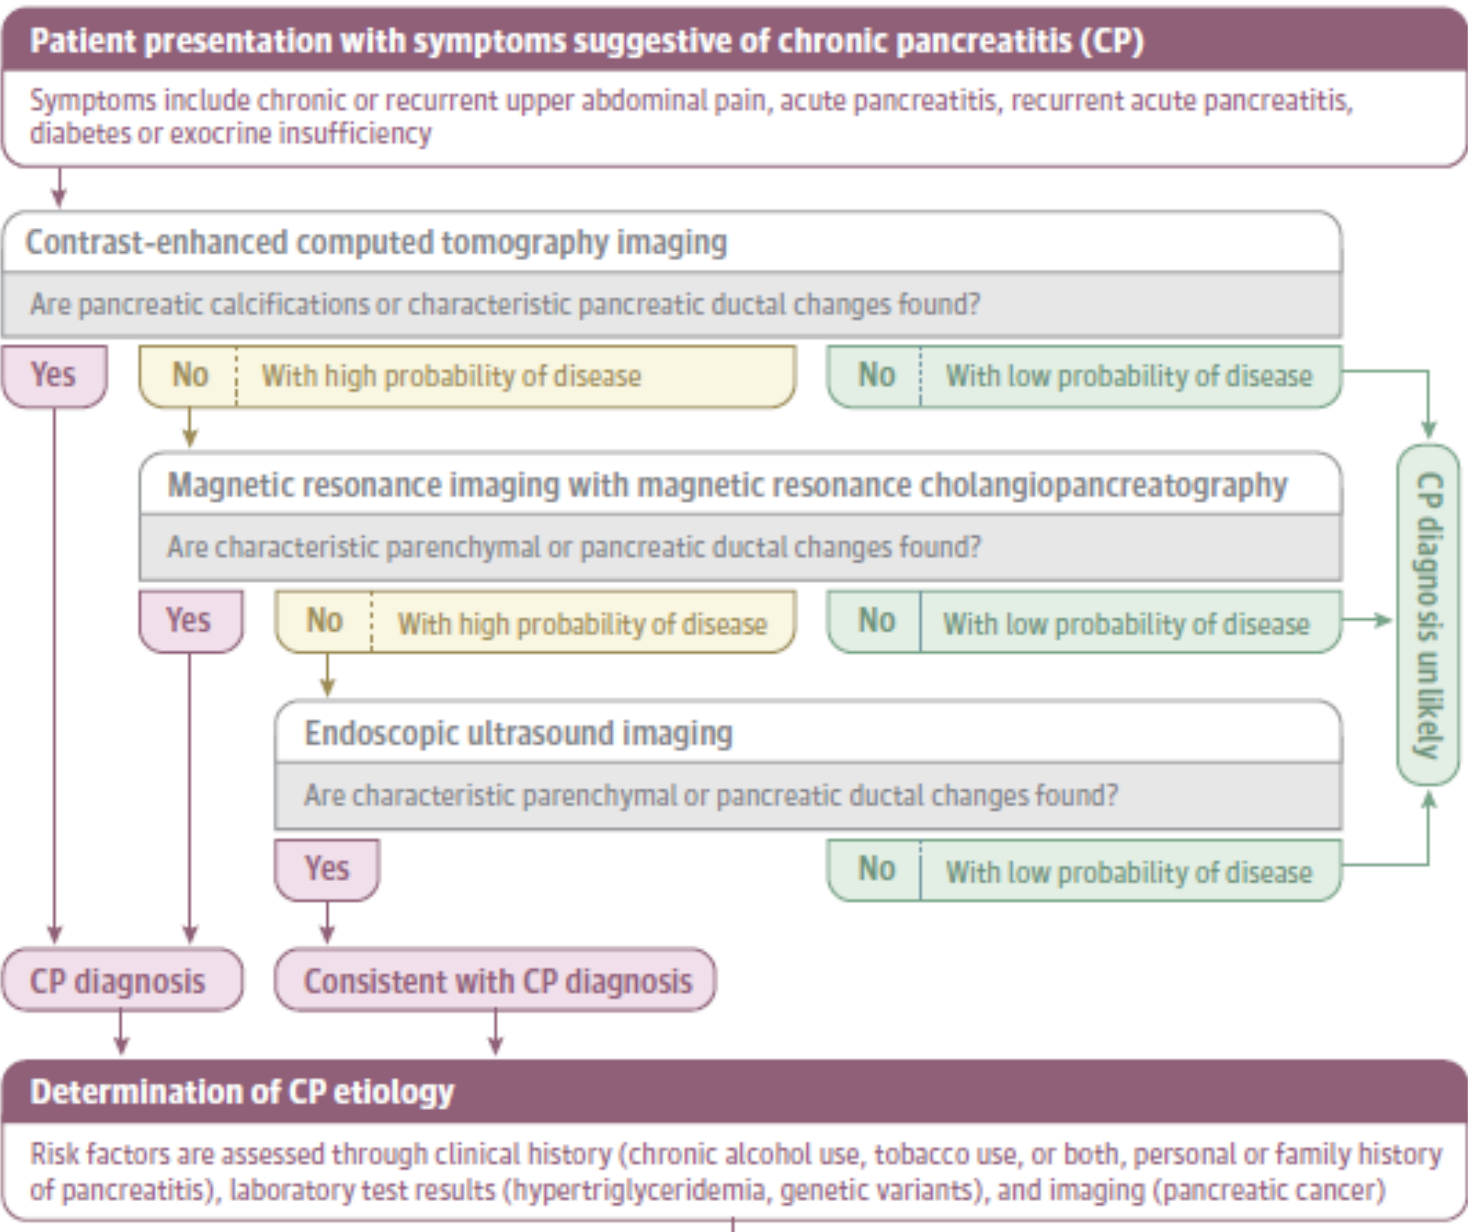 Patient presentation with symptoms suggestive of chronic pancreatitis (CP)
Symptoms include chronic or recurrent upper abdominal pain, acute pancreatitis, recurrent acute pancreatitis,
diabetes or exocrine insufficiency
Contrast-enhanced computed tomography imaging
Are pancreatic calcifications or characteristic pancreatic ductal changes found?
Yes
No With high probability of disease
No With low probability of disease
Magnetic resonance imaging with magnetic resonance cholangiopancreatography
Are characteristic parenchymal or pancreatic ductal changes found?
Yes
No With high probability of disease
No With low probability of disease
CP diagnosis unlikely
Endoscopic ultrasound imaging
Are characteristic parenchymal or pancreatic ductal changes found?
Yes
No With low probability of disease
CP diagnosis
Consistent with CP diagnosis
Determination of CP etiology
Risk factors are assessed through clinical history (chronic alcohol use, tobacco use, or both, personal or family history
of pancreatitis), laboratory test results (hypertriglyceridemia, genetic variants), and imaging (pancreatic cancer)